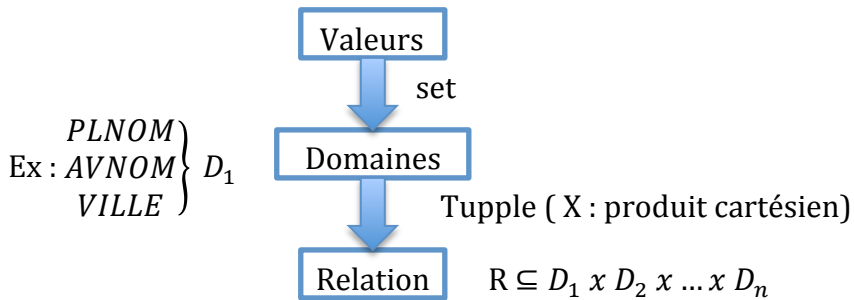 Valeurs
set
PLNOM
Ex : AVNOM } D₁
VILLE
Domaines
Tupple ( X : produit cartésien)
Relation
R ⊆ D₁ x D₂ x … x Dₙ